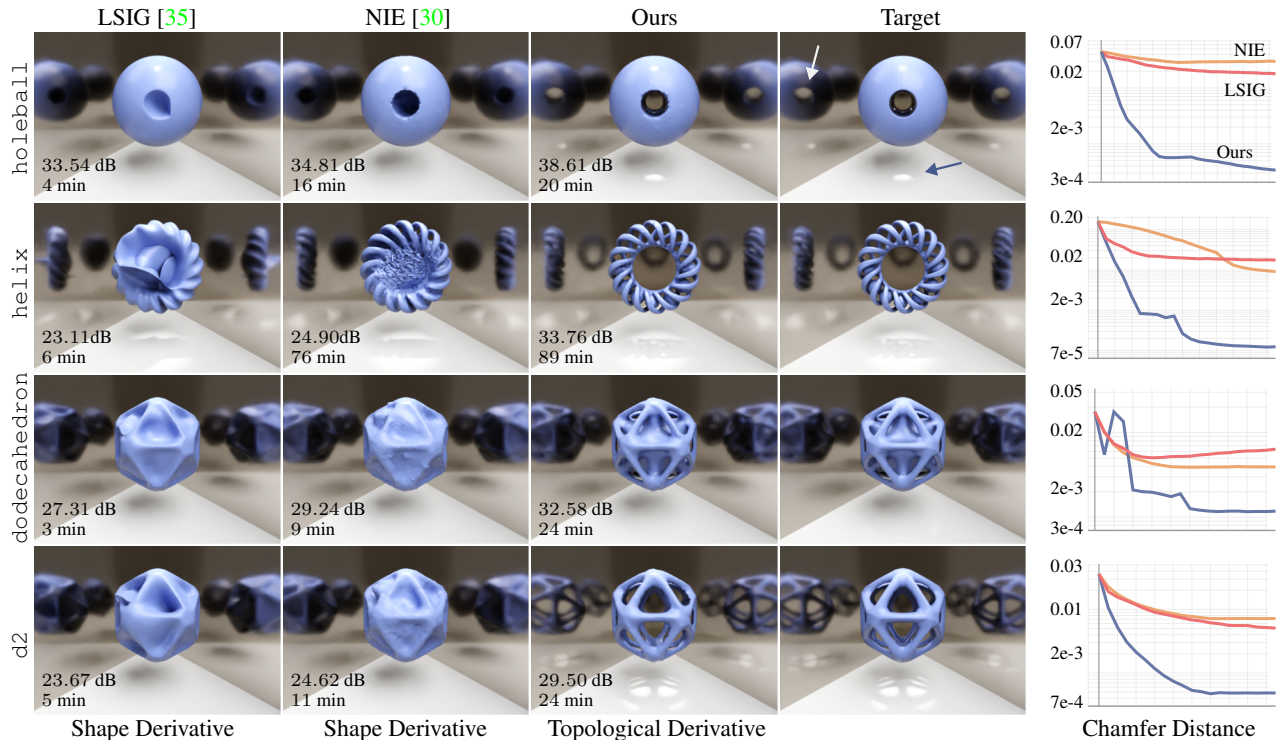 LSIG [35] NIE [30] Ours Target
holeball
33.54 dB
4 min
34.81 dB
16 min
38.61 dB
20 min
0.07
0.02
2e-3
3e-4
NIE
LSIG
Ours
helix
23.11dB
6 min
24.90dB
76 min
33.76 dB
89 min
0.20
0.02
2e-3
7e-5
dodecahedron
27.31 dB
3 min
29.24 dB
9 min
32.58 dB
24 min
0.05
0.02
2e-3
3e-4
d2
23.67 dB
5 min
24.62 dB
11 min
29.50 dB
24 min
0.03
0.01
2e-3
7e-4
Shape Derivative Shape Derivative Topological Derivative Chamfer Distance